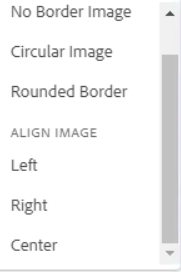 No Border Image
Circular Image
Rounded Border
ALIGN IMAGE
Left
Right
Center